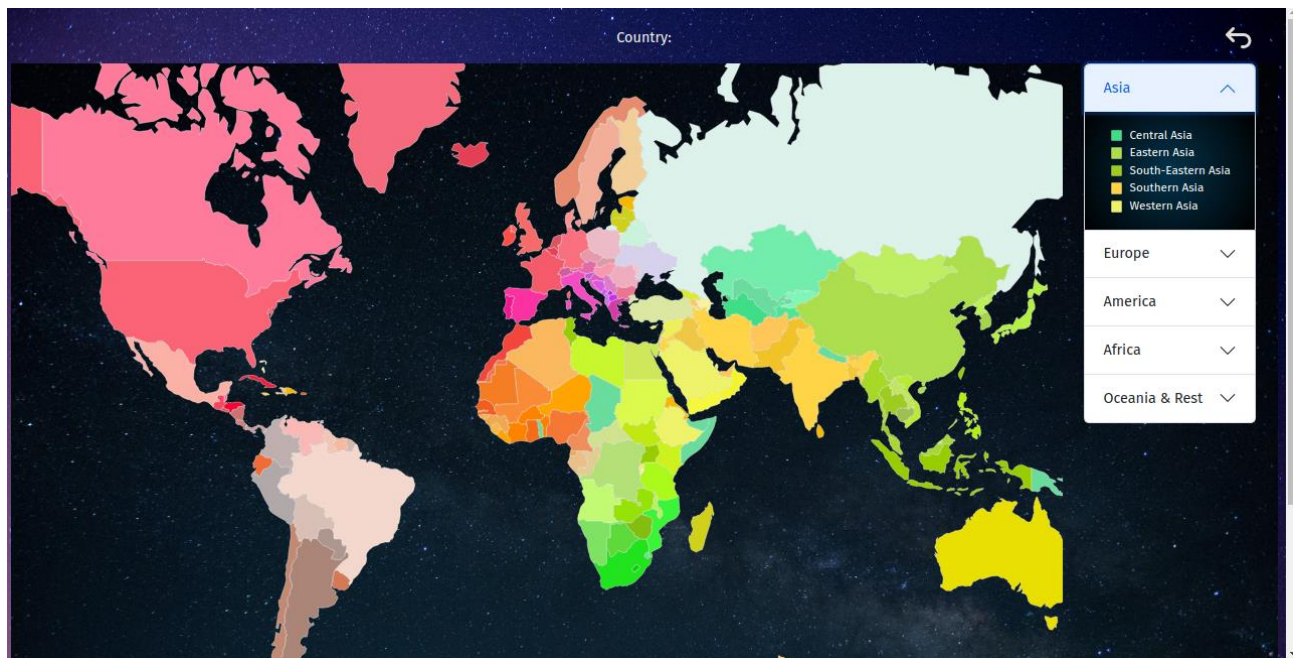 Country:
Asia
Central Asia
Eastern Asia
South-Eastern Asia
Southern Asia
Western Asia
Europe
America
Africa
Oceania & Rest